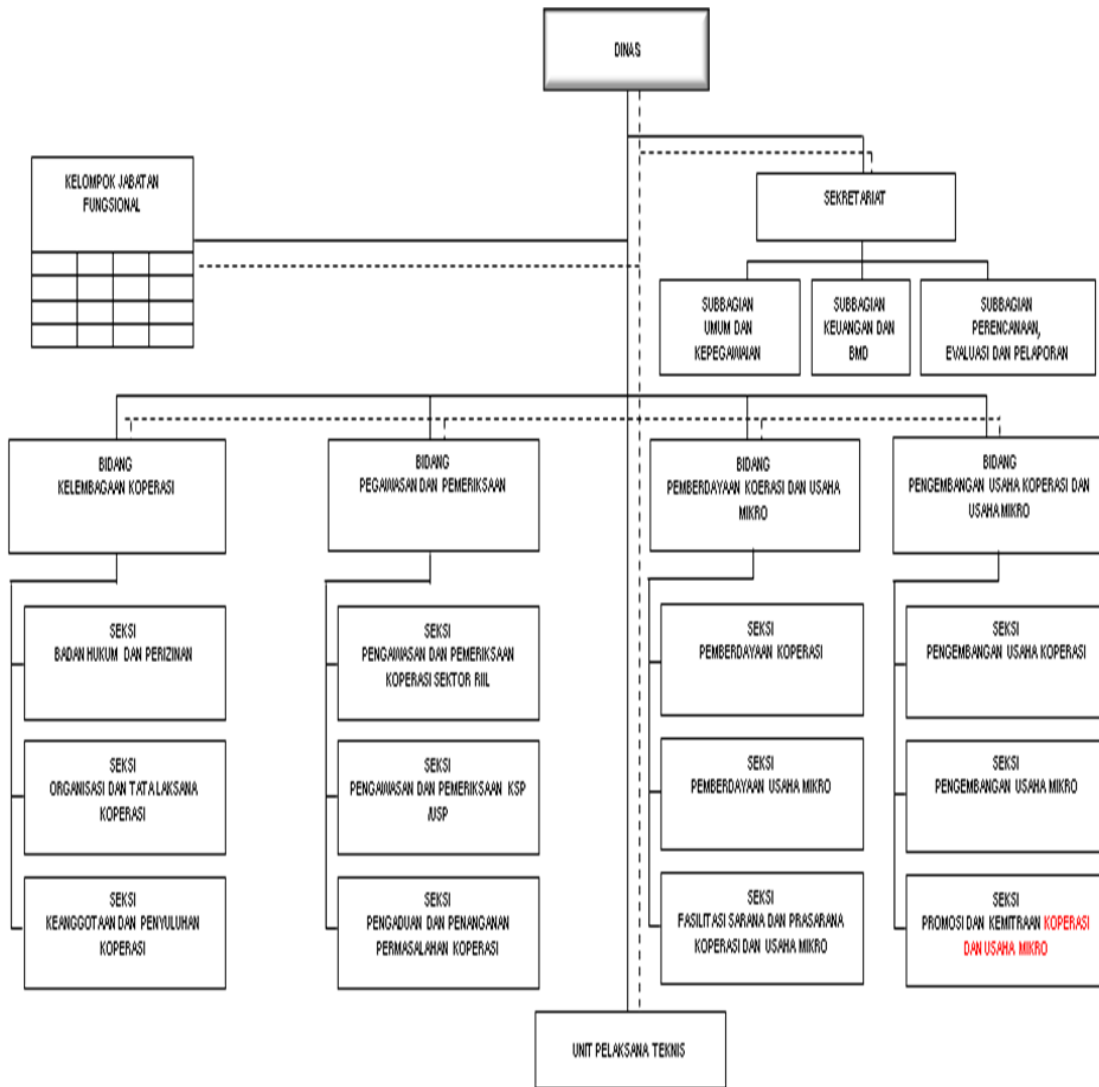 DINAS
KELOMPOK JABATAN
FUNGSIONAL
SEKRETARIAT
SUBBAGIAN
UMUM DAN
KEPEGAWAIAN
SUBBAGIAN
KEUANGAN DAN
BMD
SUBBAGIAN
PERENCANAAN,
EVALUASI DAN PELAPORAN
BIDANG
KELEMBAGAAN KOPERASI
BIDANG
PEGAWASAN DAN PEMERIKSAAN
BIDANG
PEMBERDAYAAN KOERASI DAN USAHA
MIKRO
BIDANG
PENGEMBANGAN USAHA KOPERASI DAN
USAHA MIKRO
SEKSI
BADAN HUKUM DAN PERIZINAN
SEKSI
PENGAWASAN DAN PEMERIKSAAN
KOPERASI SEKTOR RIIL
SEKSI
PEMBERDAYAAN KOPERASI
SEKSI
PENGEMBANGAN USAHA KOPERASI
SEKSI
ORGANISASI DAN TATA LAKSANA
KOPERASI
SEKSI
PENGAWASAN DAN PEMERIKSAAN KSP
/USP
SEKSI
PEMBERDAYAAN USAHA MIKRO
SEKSI
PENGEMBANGAN USAHA MIKRO
SEKSI
KEANGGOTAAN DAN PENYULUHAN
KOPERASI
SEKSI
PENGADUAN DAN PENANGANAN
PERMASALAHAN KOPERASI
SEKSI
FASILITASI SARANA DAN PRASARANA
KOPERASI DAN USAHA MIKRO
SEKSI
PROMOSI DAN KEMITRAAN KOPERASI
DAN USAHA MIKRO
UNIT PELAKSANA TEKNIS